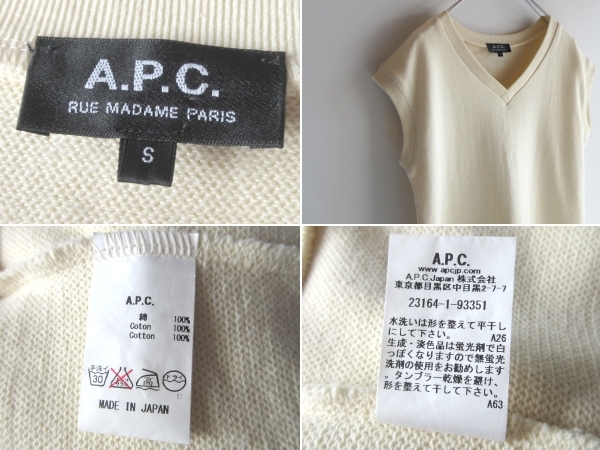 A.P.C.
RUE MADAME PARIS
S
A.P.C.
綿 100%
Coton 100%
Cotton 100%
手洗イ
30
MADE IN JAPAN
A.P.C.
www.apcjp.com
A.P.C.Japan 株式会社
東京都目黒区中目黒2-7-7
23164-1-93351
水洗いは形を整えて平干し
にして下さい。 A26
生成・淡色品は蛍光剤で白
っぽくなりますので無蛍光
洗剤の使用をお勧めします
。タンブラー乾燥を避け、
形を整えて干して下さい。
A63